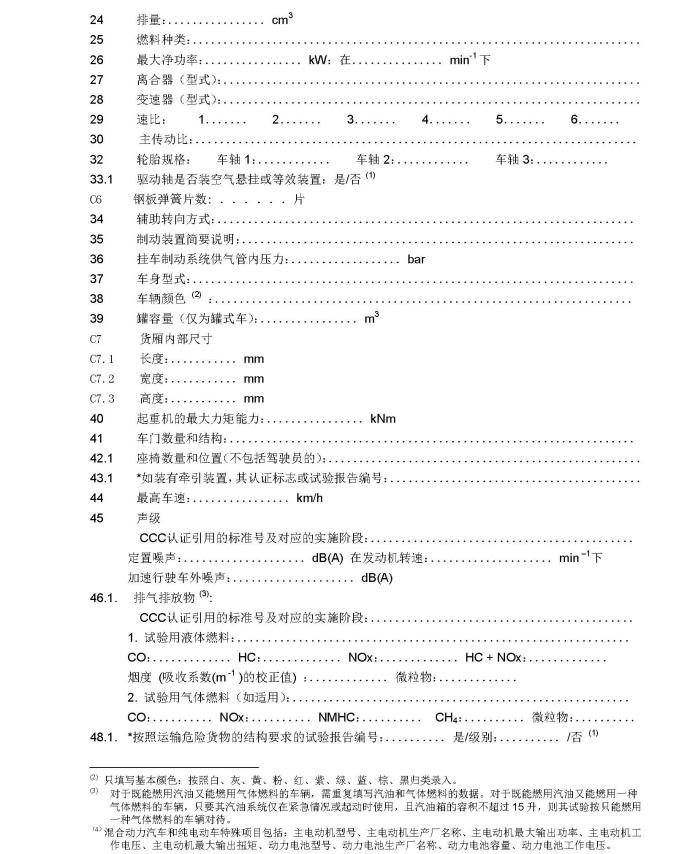 24 排量:................ cm³
25 燃料种类:........................................................................
26 最大净功率:................ kW: 在............... min⁻¹下
27 离合器（型式）:...................................................................
28 变速器（型式）:...................................................................
29 速比: 1....... 2....... 3....... 4....... 5....... 6.......
30 主传动比:........................................................................
32 轮胎规格: 车轴 1:............ 车轴 2:............ 车轴 3:............
33.1 驱动轴是否装空气悬挂或等效装置: 是/否 ⁽¹⁾
C6 钢板弹簧片数: . . . . . . 片
34 辅助转向方式:....................................................................
35 制动装置简要说明:................................................................
36 挂车制动系统供气管内压力:.................. bar
37 车身型式:........................................................................
38 车辆颜色 ⁽²⁾ :....................................................................
39 罐容量（仅为罐式车）:................ m³
C7 货厢内部尺寸
C7.1 长度:........... mm
C7.2 宽度:........... mm
C7.3 高度:........... mm
40 起重机的最大力矩能力:................ kNm
41 车门数量和结构:..................................................................
42.1 座椅数量和位置(不包括驾驶员的):..................................................
43.1 *如装有牵引装置,其认证标志或试验报告编号:........................................
44 最高车速:................ km/h
45 声级
CCC认证引用的标准号及对应的实施阶段:...........................................
定置噪声:.................... dB(A) 在发动机转速:.................... min⁻¹下
加速行驶车外噪声:.................... dB(A)
46.1. 排气排放物 ⁽³⁾:
CCC认证引用的标准号及对应的实施阶段:...........................................
1. 试验用液体燃料:................................................................
CO:............. HC:............. NOx:............. HC + NOx:.............
烟度 (吸收系数(m⁻¹)的校正值) :............. 微粒物:.............
2. 试验用气体燃料（如适用）:......................................................
CO:.......... NOx:.......... NMHC:.......... CH₄:.......... 微粒物:..........
48.1. *按照运输危险货物的结构要求的试验报告编号:.......... 是/级别:.......... /否 ⁽¹⁾
⁽²⁾ 只填写基本颜色: 按照白、灰、黄、粉、红、紫、绿、蓝、棕、黑归类录入。
⁽³⁾ 对于既能燃用汽油又能燃用气体燃料的车辆，需重复填写汽油和气体燃料的数据。对于既能燃用汽油又能燃用一种
气体燃料的车辆，只要其汽油系统仅在紧急情况或起动时使用，且汽油箱的容积不超过 15 升，则其试验按只能燃用
一种气体燃料的车辆对待。
⁽⁴⁾ 混合动力汽车和纯电动车特殊项目包括: 主电动机型号、主电动机生产厂名称、主电动机最大输出功率、主电动机工
作电压、主电动机最大输出扭矩、动力电池型号、动力电池生产厂名称、动力电池容量、动力电池工作电压。